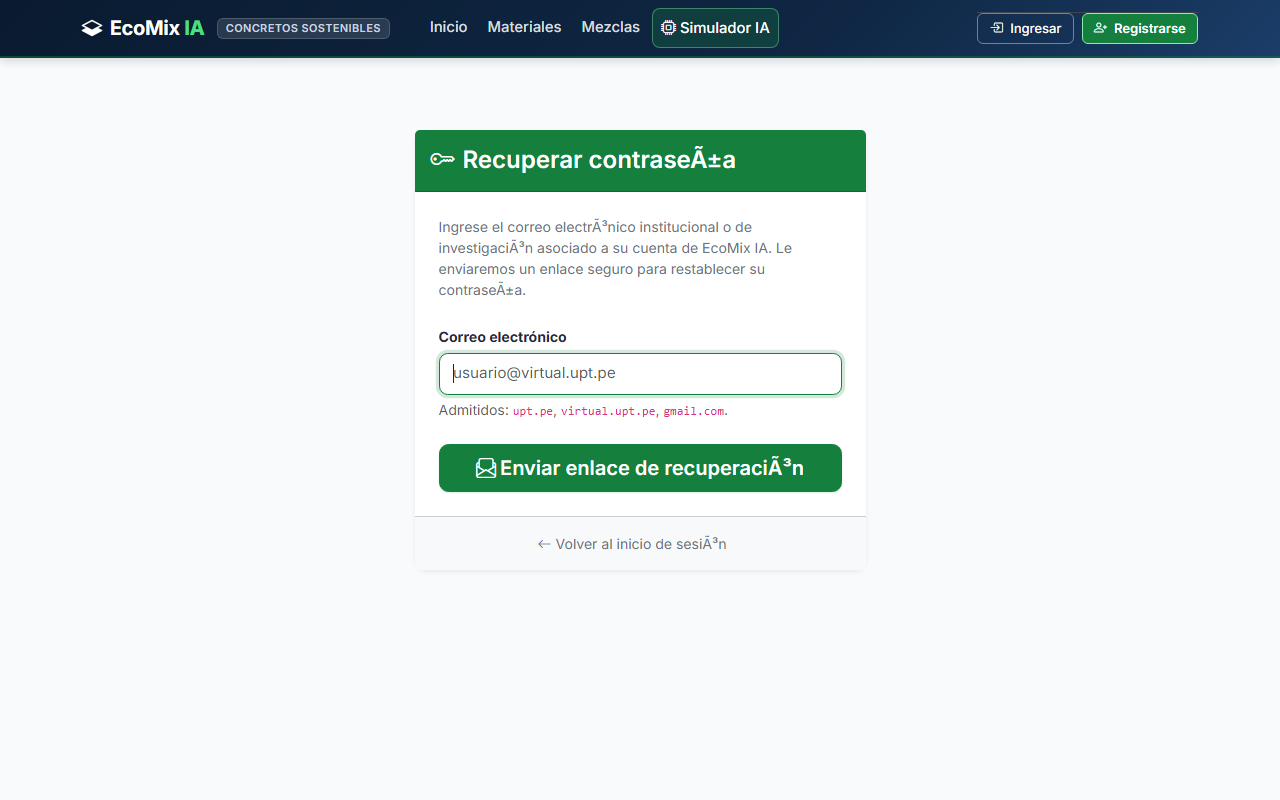 EcoMix IA CONCRETOS SOSTENIBLES Inicio Materiales Mezclas Simulador IA Ingresar Registrarse
Recuperar contraseÃ±a
Ingrese el correo electrÃ³nico institucional o de
investigaciÃ³n asociado a su cuenta de EcoMix IA. Le
enviaremos un enlace seguro para restablecer su
contraseÃ±a.
Correo electrónico
usuario@virtual.upt.pe
Admitidos: upt.pe, virtual.upt.pe, gmail.com.
Enviar enlace de recuperaciÃ³n
← Volver al inicio de sesiÃ³n